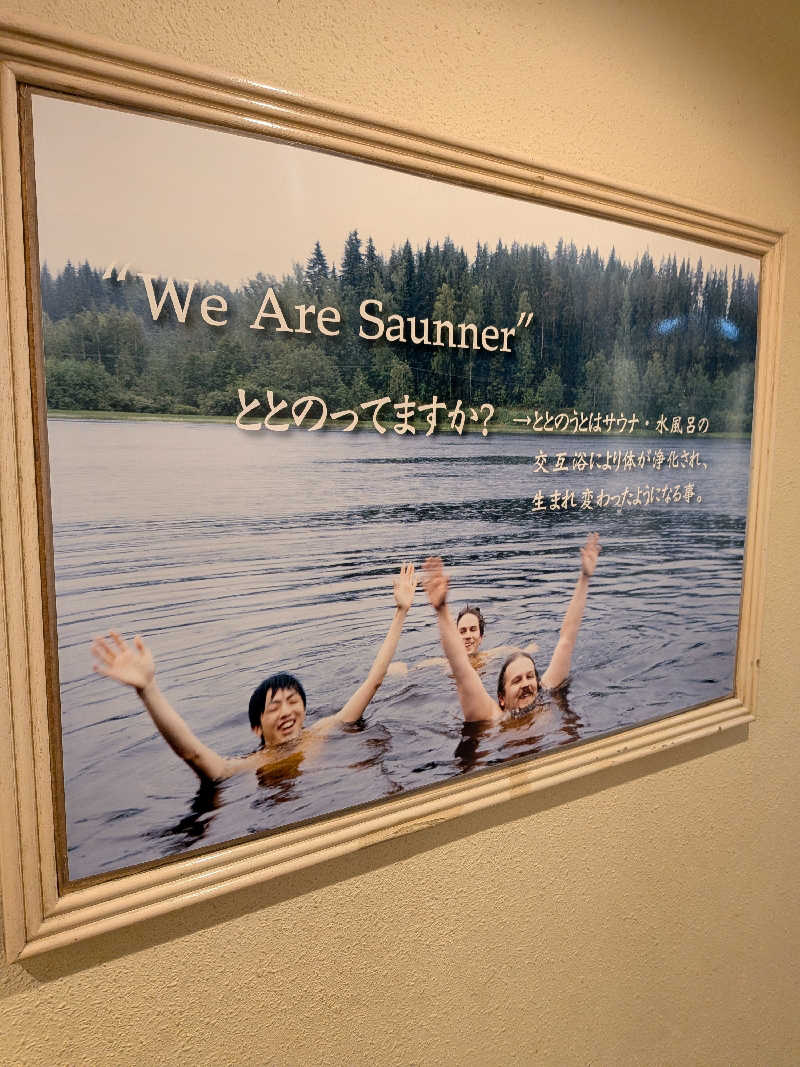 “We Are Saunner”
ととのってますか?
→ととのうとはサウナ・水風呂の
交互浴により体が浄化され、
生まれ変わったようになる事。